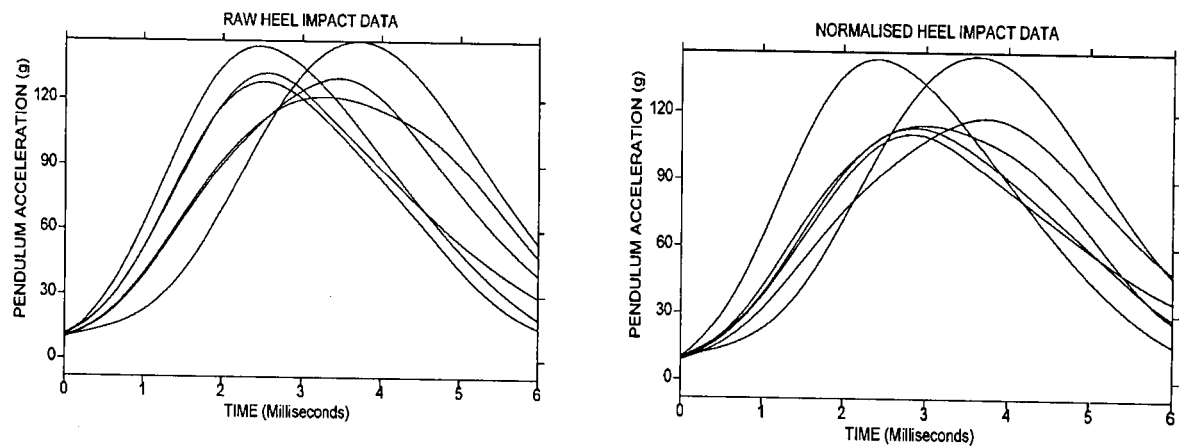 RAW HEEL IMPACT DATA
PENDULUM ACCELERATION (g)
120
90
60
30
0
0 1 2 3 4 5 6
TIME (Milliseconds)
NORMALISED HEEL IMPACT DATA
PENDULUM ACCELERATION (g)
120
90
60
30
0
0 1 2 3 4 5 6
TIME (Milliseconds)